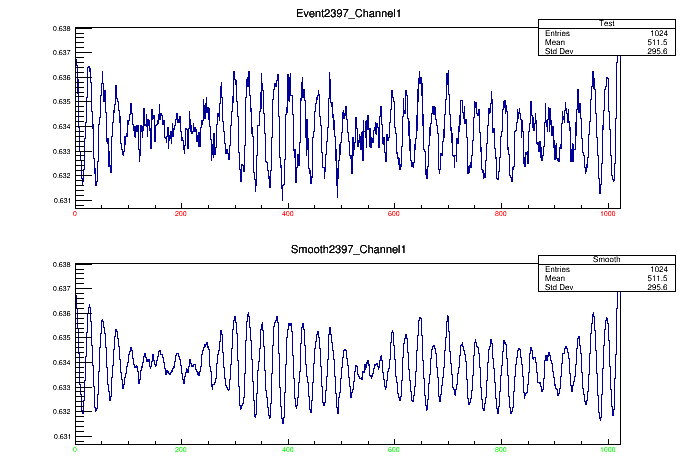 Event2397_Channel1
Test
Entries 1024
Mean 511.5
Std Dev 295.6
0.638
0.637
0.636
0.635
0.634
0.633
0.632
0.631
0 200 400 600 800 1000
Smooth2397_Channel1
Smooth
Entries 1024
Mean 511.5
Std Dev 295.6
0.638
0.637
0.636
0.635
0.634
0.633
0.632
0.631
0 200 400 600 800 1000